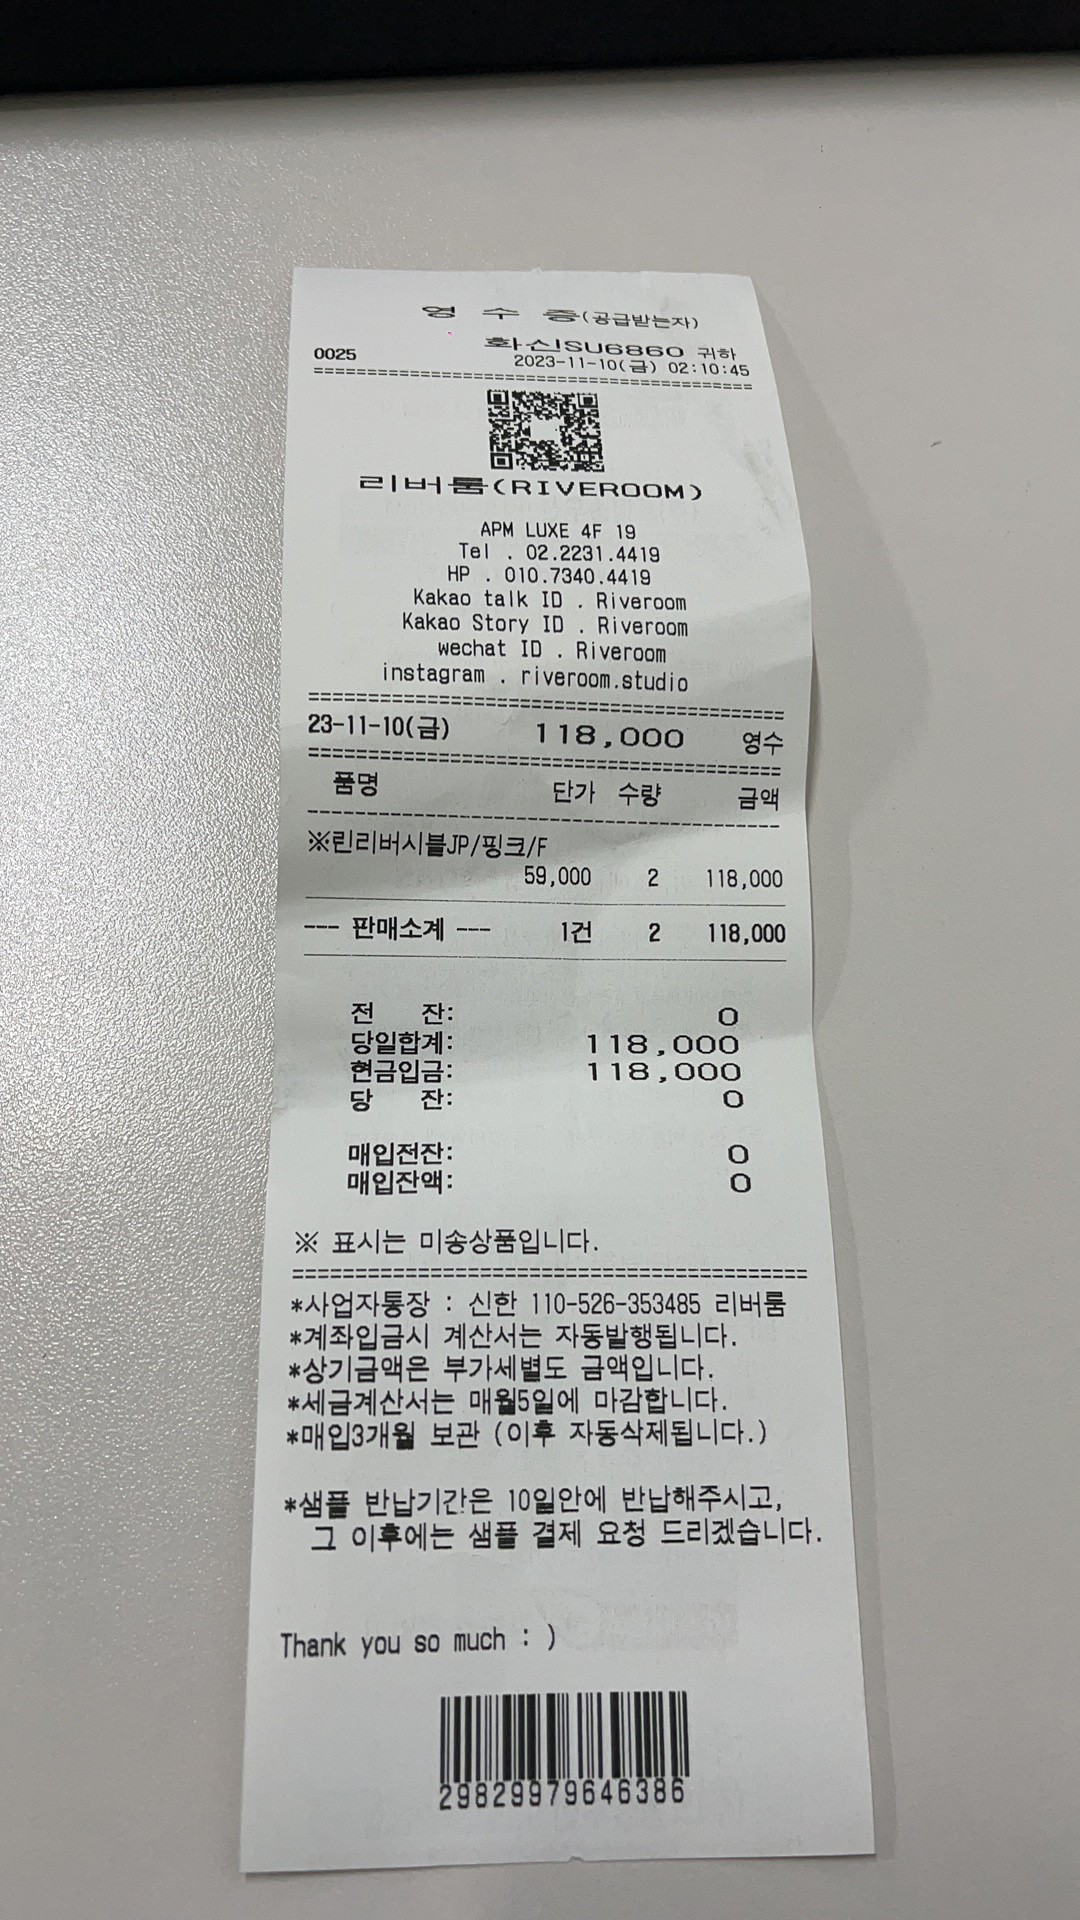 영 수 증(공급받는자)
화신SU6860 귀하
0025 2023-11-10(금) 02:10:45
리버룸(RIVEROOM)
APM LUXE 4F 19
Tel . 02.2231.4419
HP . 010.7340.4419
Kakao talk ID . Riveroom
Kakao Story ID . Riveroom
wechat ID . Riveroom
instagram . riveroom.studio
23-11-10(금) 118,000 영수
품명 단가 수량 금액
※린리버시블JP/핑크/F
59,000 2 118,000
--- 판매소계 --- 1건 2 118,000
전 잔: 0
당일합계: 118,000
현금입금: 118,000
당 잔: 0
매입전잔: 0
매입잔액: 0
※ 표시는 미송상품입니다.
*사업자통장 : 신한 110-526-353485 리버룸
*계좌입금시 계산서는 자동발행됩니다.
*상기금액은 부가세별도 금액입니다.
*세금계산서는 매월5일에 마감합니다.
*매입3개월 보관 (이후 자동삭제됩니다.)
*샘플 반납기간은 10일안에 반납해주시고,
그 이후에는 샘플 결제 요청 드리겠습니다.
Thank you so much : )
29829979646386